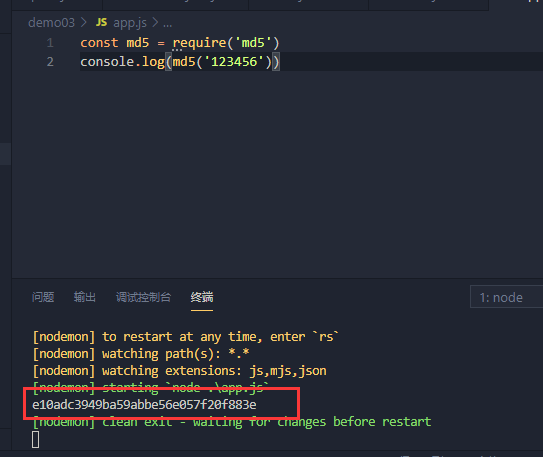 demo03 > JS app.js > ...
1 const md5 = require('md5')
2 console.log(md5('123456'))
问题 输出 调试控制台 终端 1: node
[nodemon] to restart at any time, enter `rs`
[nodemon] watching path(s): *.*
[nodemon] watching extensions: js,mjs,json
[nodemon] starting `node .\app.js`
e10adc3949ba59abbe56e057f20f883e
[nodemon] clean exit - waiting for changes before restart